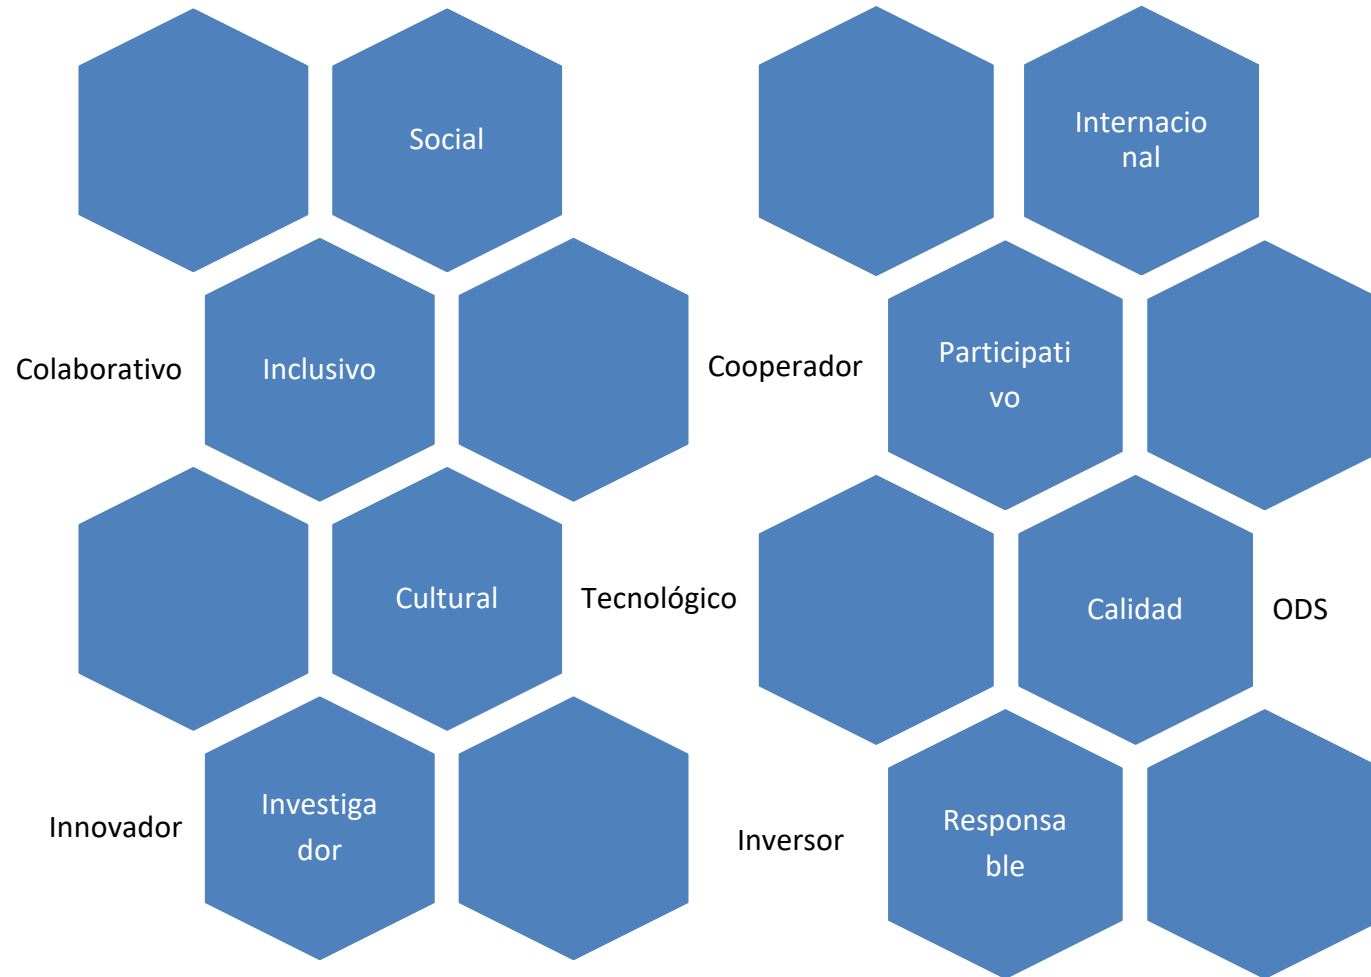 Social
Internacio
nal
Colaborativo
Inclusivo
Cooperador
Participati
vo
Cultural
Tecnológico
Calidad
ODS
Innovador
Investiga
dor
Inversor
Responsa
ble